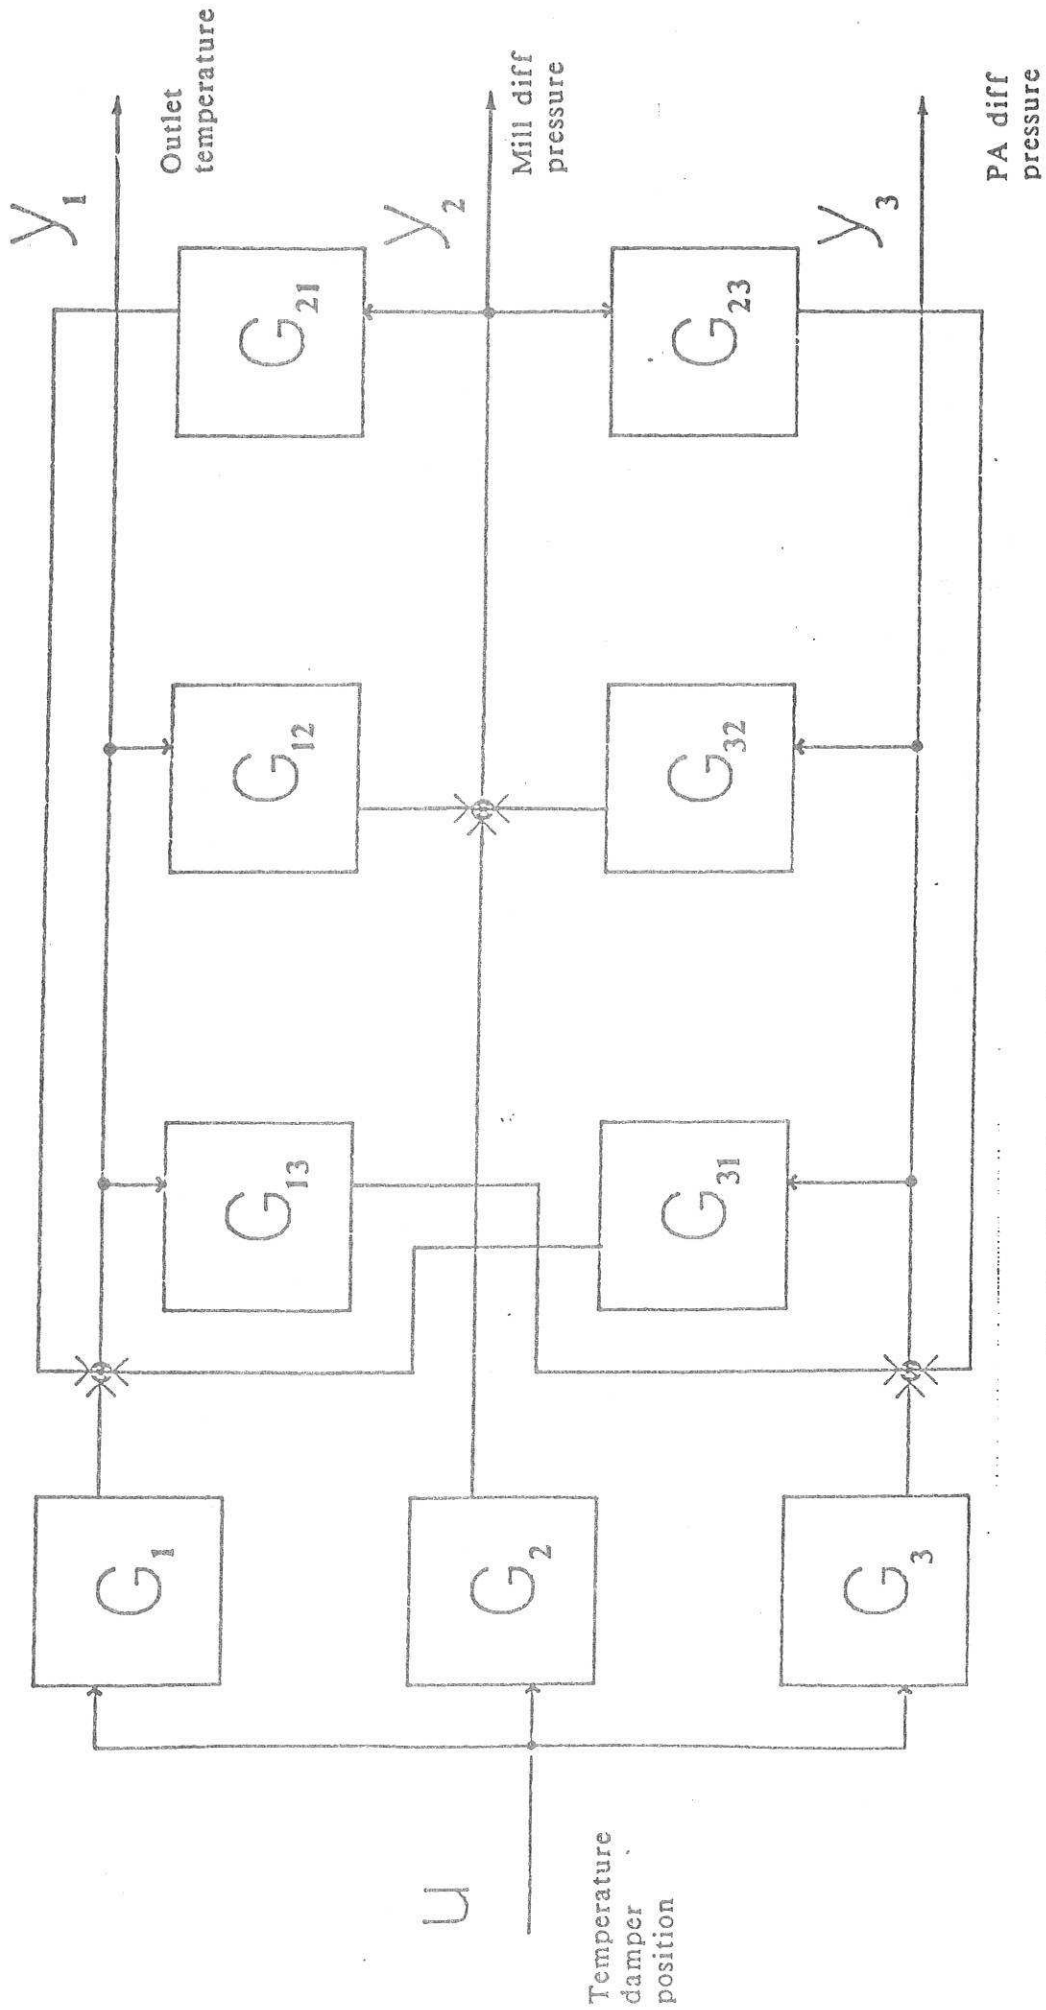 y1
Outlet
temperature
G21
G12
G13
G1
y2
Mill diff
pressure
G23
G32
G31
G2
y3
PA diff
pressure
G3
u
Temperature
damper
position